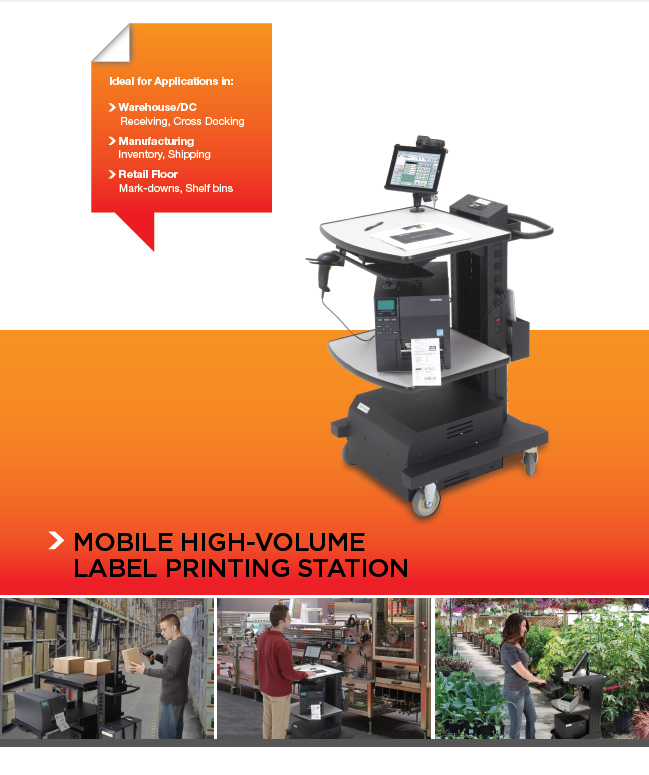 Ideal for Applications in:
Warehouse/DC
Receiving, Cross Docking
Manufacturing
Inventory, Shipping
Retail Floor
Mark-downs, Shelf bins
MOBILE HIGH-VOLUME
LABEL PRINTING STATION